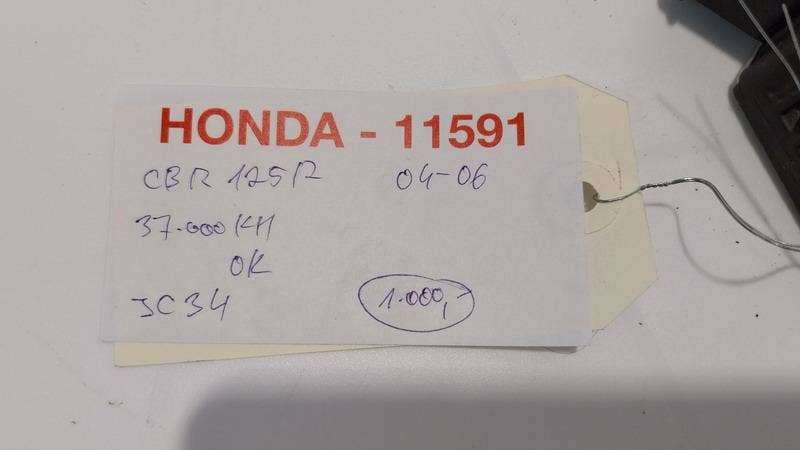 HONDA - 11591
CBR 125R 04-06
37.000 KM
OK
JC34 1.000,-